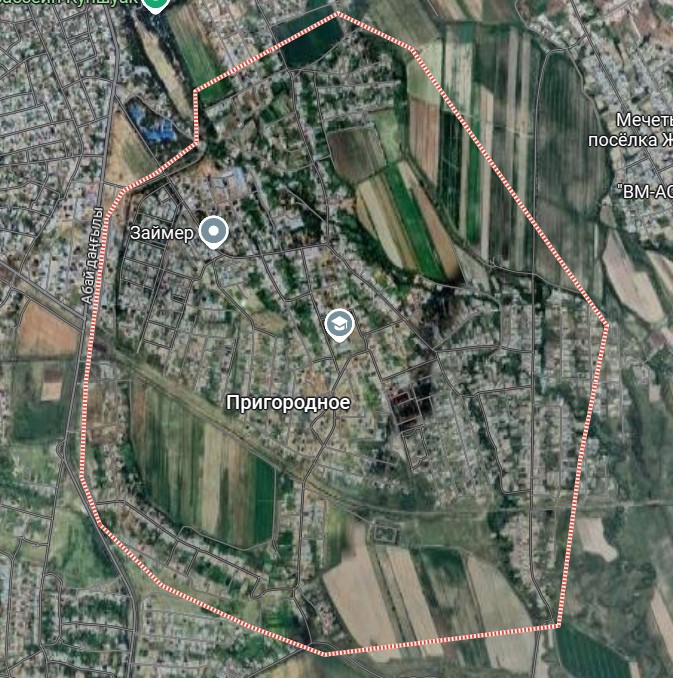 Мечеть
посёлка Ж
"ВМ-АС
Займер
Абай даңғылы
Пригородное